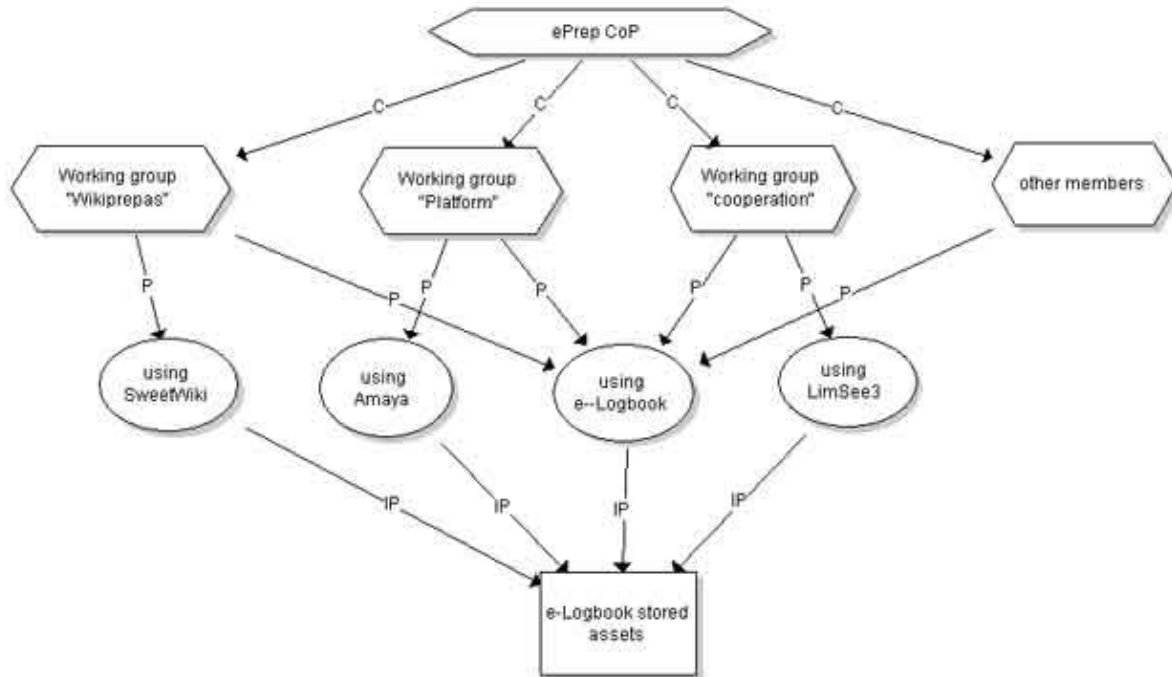 ePrep CoP
C
C
C
C
Working group
"Wikiprepas"
Working group
"Platform"
Working group
"cooperation"
other members
P
P
P
P
P
P
P
using
SweetWiki
using
Amaya
using
e--Logbook
using
LimSee3
IP
IP
IP
IP
e-Logbook stored
assets